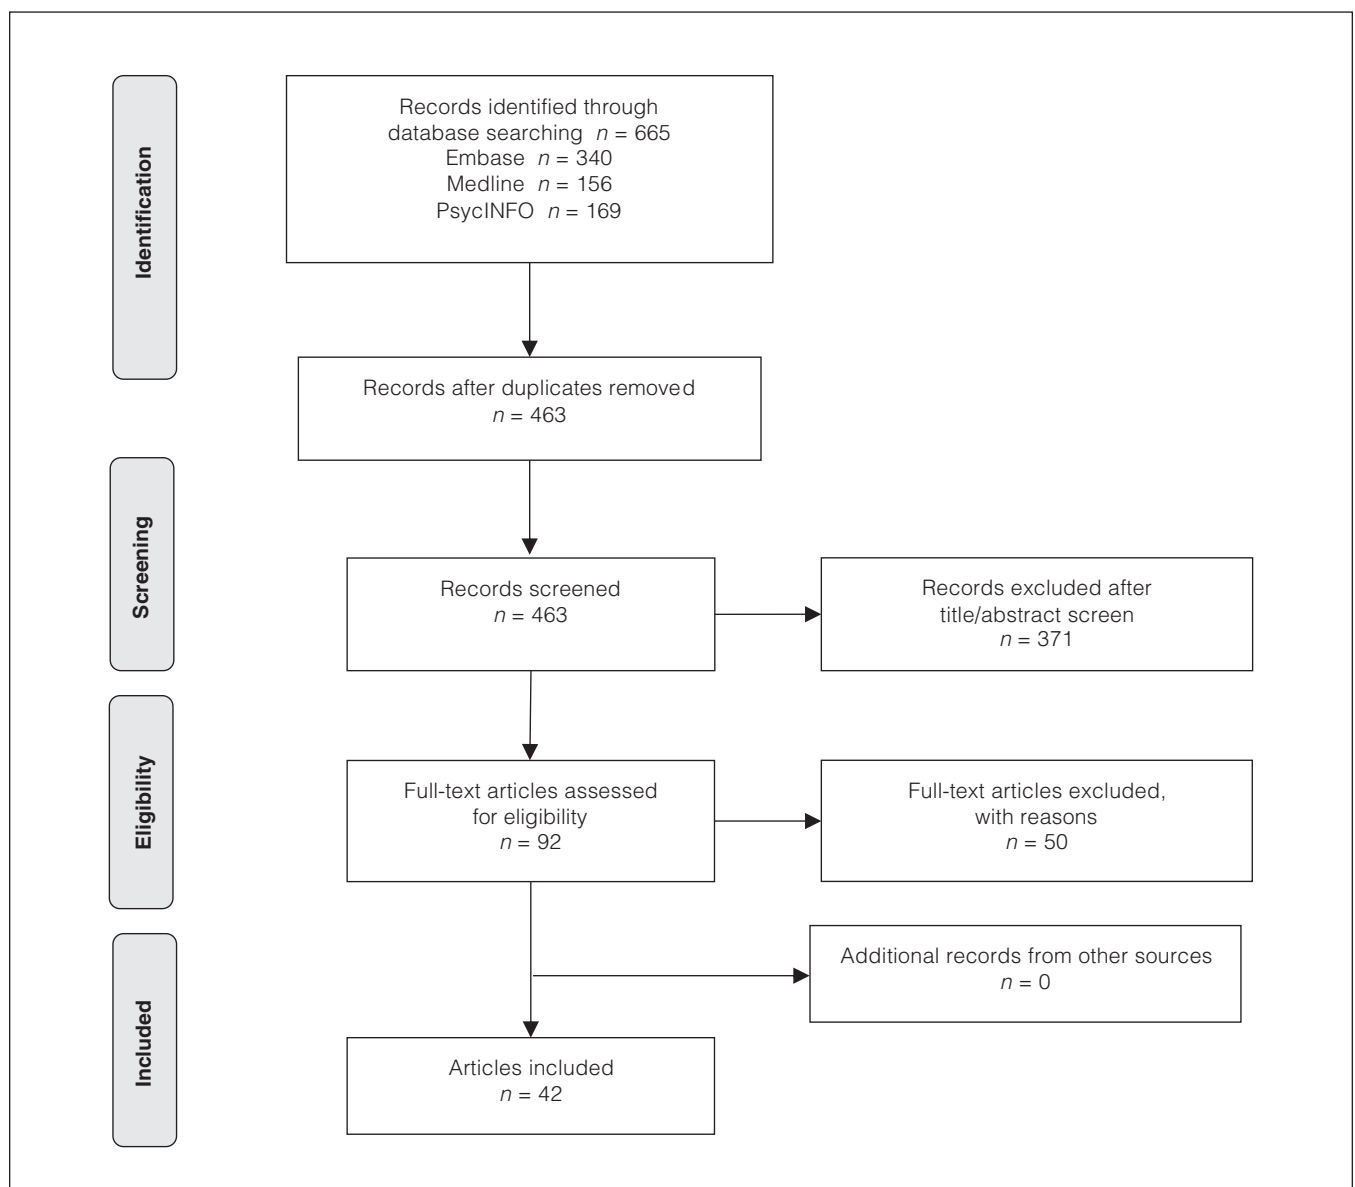 Identification
Records identified through
database searching n = 665
Embase n = 340
Medline n = 156
PsycINFO n = 169
Records after duplicates removed
n = 463
Screening
Records screened
n = 463
Records excluded after
title/abstract screen
n = 371
Eligibility
Full-text articles assessed
for eligibility
n = 92
Full-text articles excluded,
with reasons
n = 50
Included
Additional records from other sources
n = 0
Articles included
n = 42